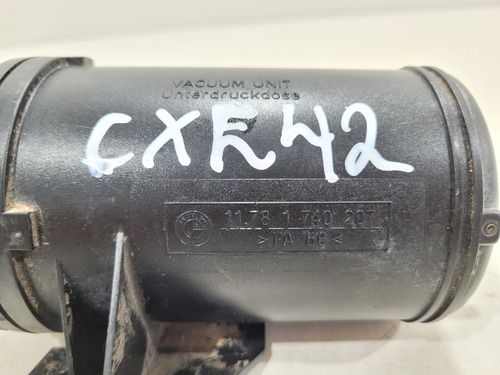 VACUUM UNIT
Unterdruckdose
CXE42
11.78 1 740 207
>PA 66<